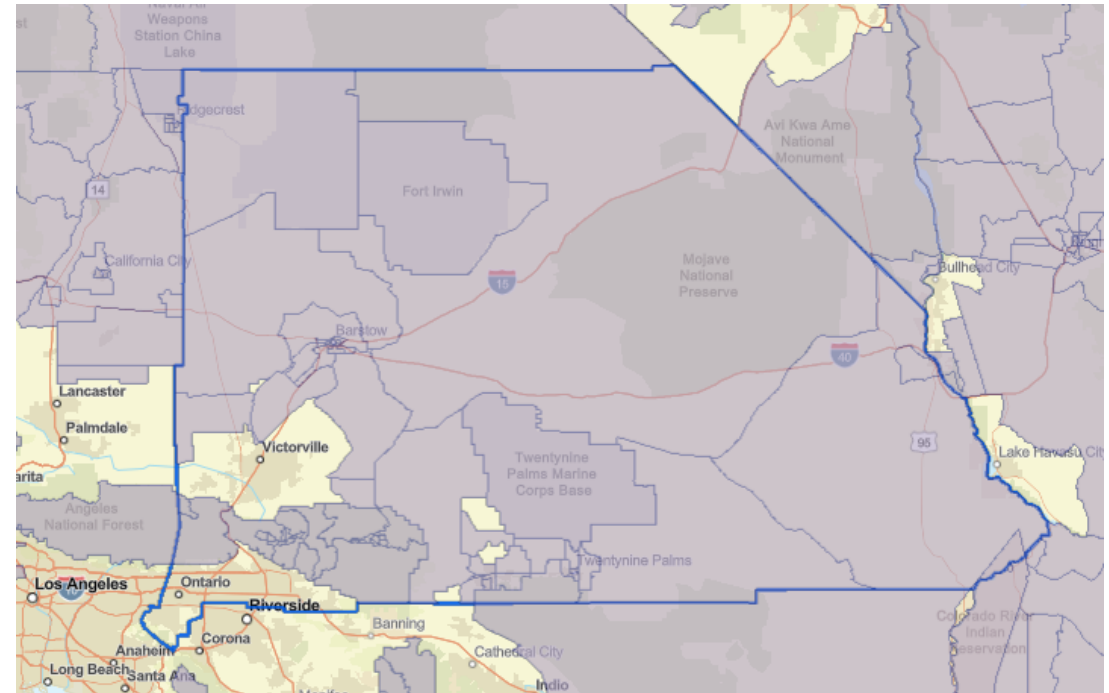 Naval Air
Weapons
Station China
Lake
Ridgecrest
Avi Kwa Ame
National
Monument
14
Fort Irwin
California City
15
Mojave
National
Preserve
Bullhead City
Barstow
40
Lancaster
Palmdale
Victorville
95
Lake Havasu City
Twentynine
Palms Marine
Corps Base
arita
Angeles
National Forest
Twentynine Palms
Los Angeles
10
Ontario
Riverside
Colorado River
Indian
Reservation
Banning
Corona
Anaheim
Cathedral City
Long Beach
Santa Ana
Indio